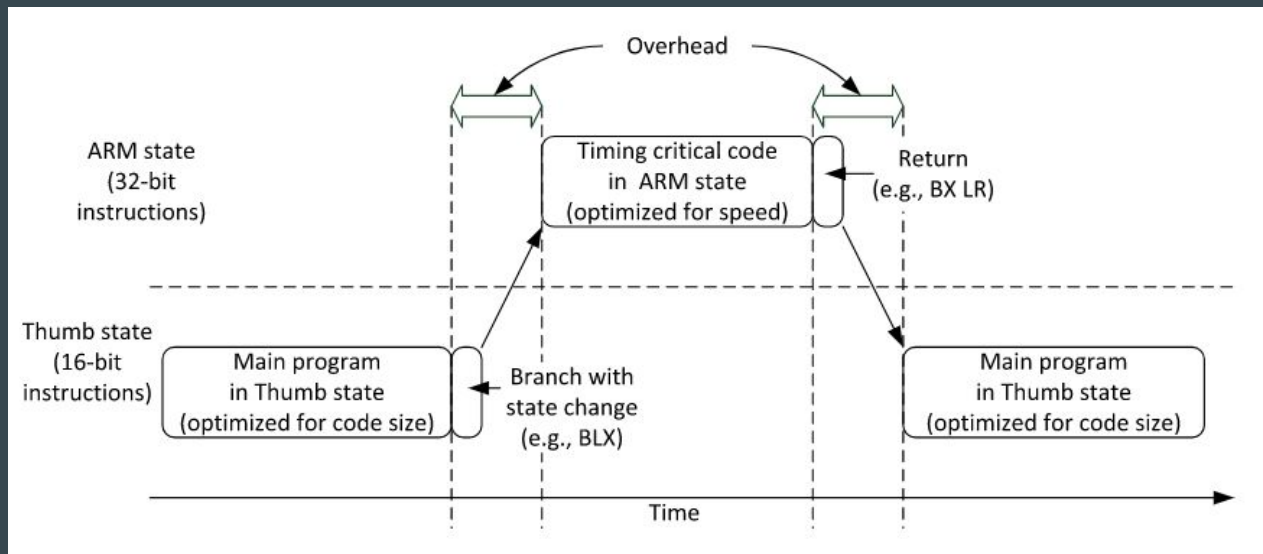 Overhead
ARM state
(32-bit
instructions)
Timing critical code
in ARM state
(optimized for speed)
Return
(e.g., BX LR)
Thumb state
(16-bit
instructions)
Main program
in Thumb state
(optimized for code size)
Branch with
state change
(e.g., BLX)
Main program
in Thumb state
(optimized for code size)
Time